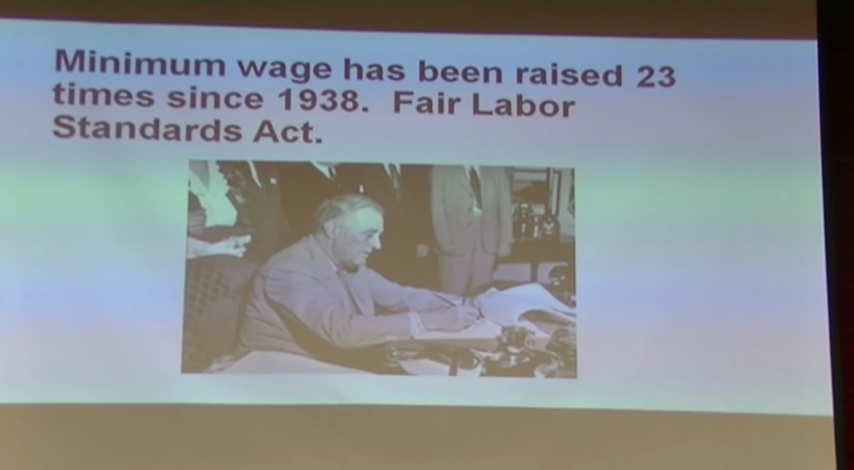 Minimum wage has been raised 23
times since 1938.  Fair Labor
Standards Act.